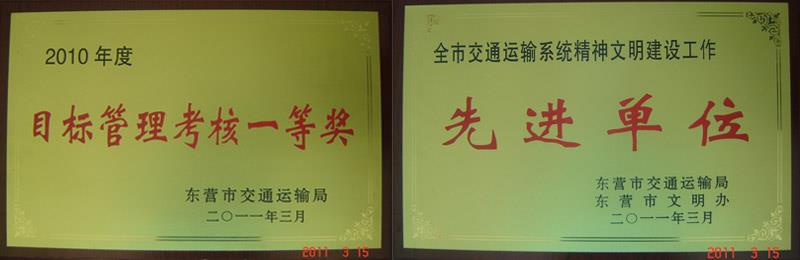 2010年度
目标管理考核一等奖
东营市交通运输局
二〇一一年三月
2011 3 15
全市交通运输系统精神文明建设工作
先进单位
东营市交通运输局
东营市文明办
二〇一一年三月
2011 3 15